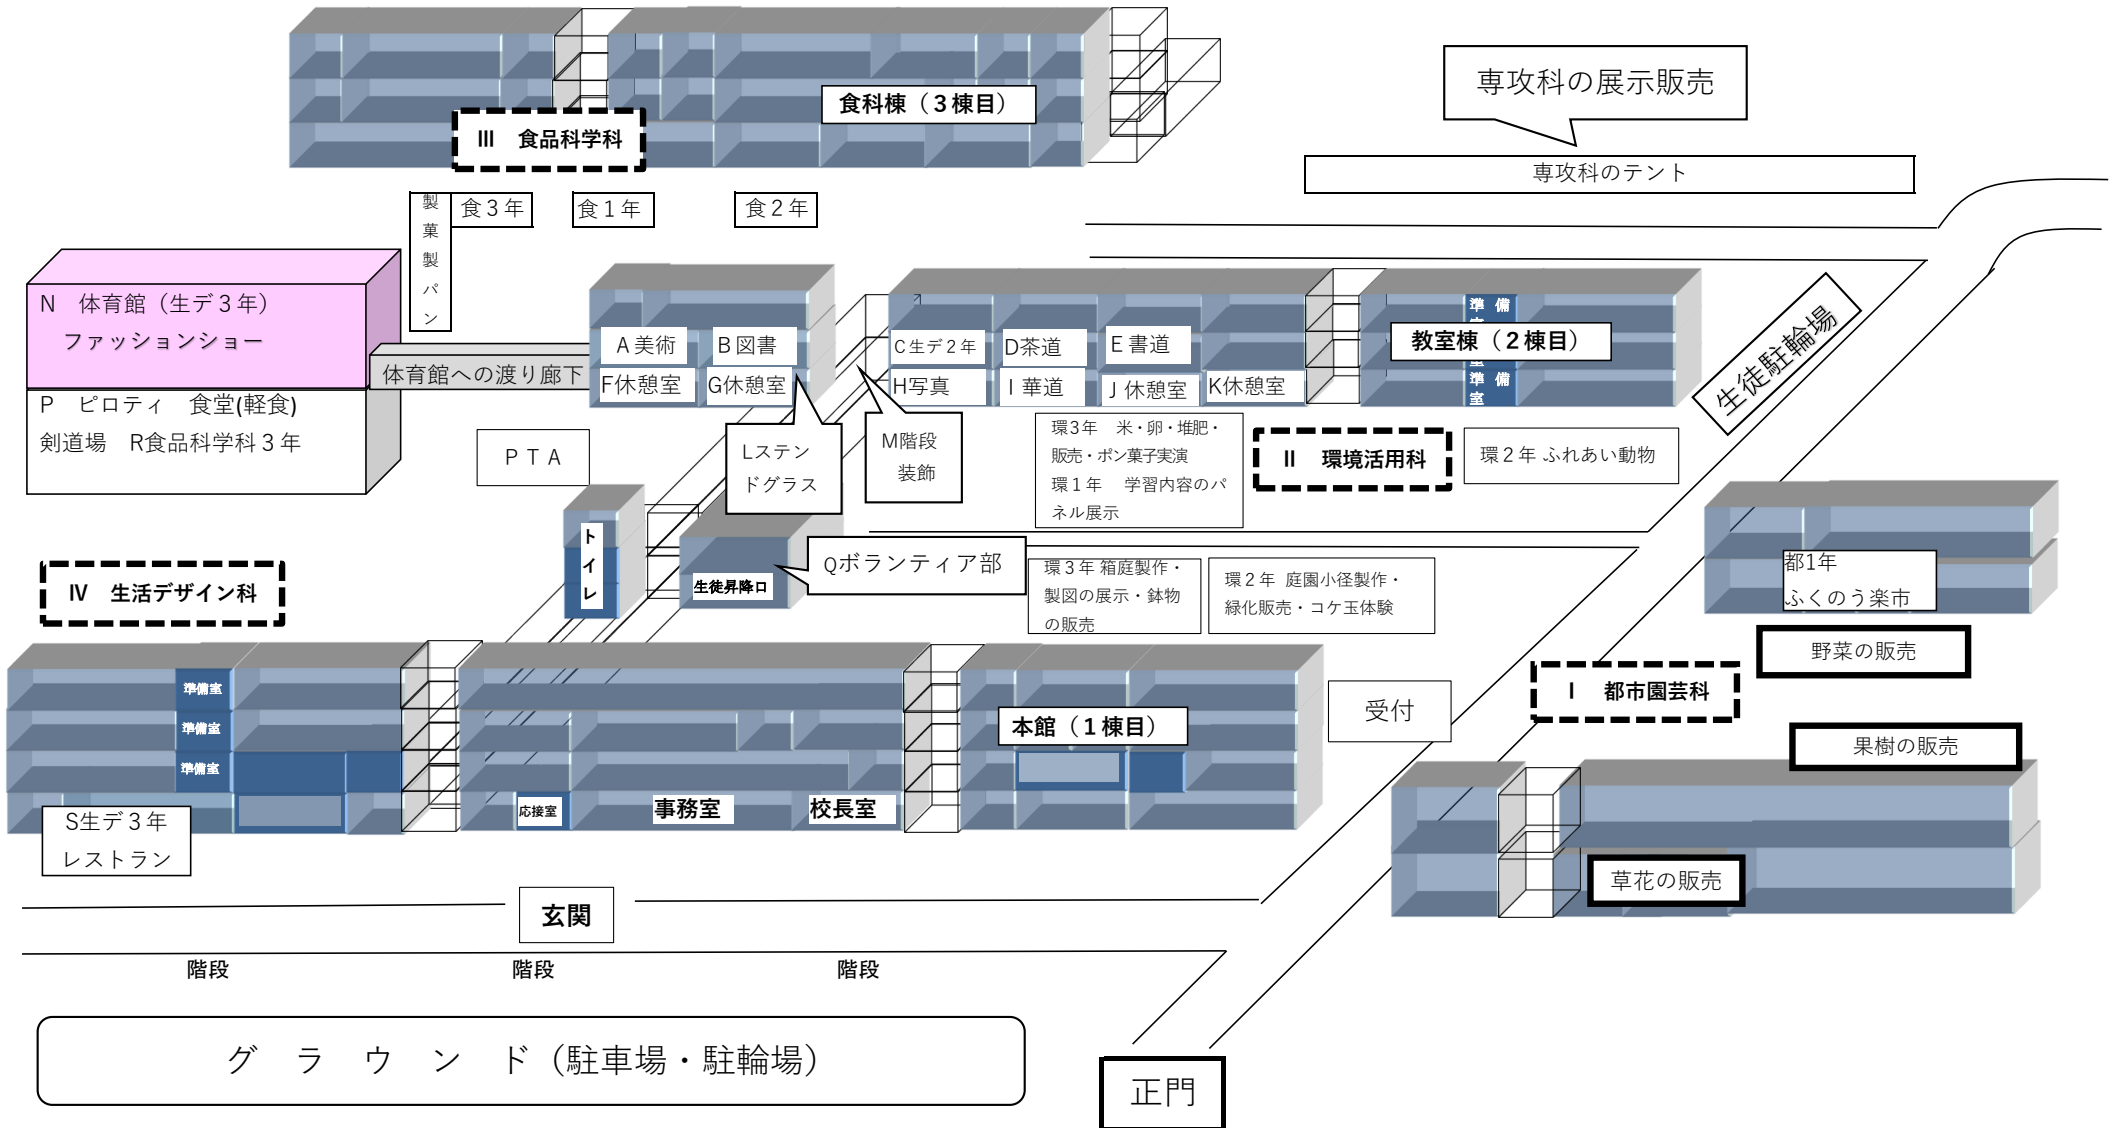 食科棟（３棟目）
Ⅲ　食品科学科
専攻科の展示販売
専攻科のテント
製菓製パン
食３年
食１年
食２年
N　体育館（生デ３年）
ファッションショー
体育館への渡り廊下
P　ピロティ　食堂(軽食)
剣道場　R食品科学科３年
A美術
B図書
F休憩室
G休憩室
C生デ２年
D茶道
E書道
H写真
I華道
J休憩室
K休憩室
準備室
教室棟（２棟目）
準備室
生徒駐輪場
PTA
Lステン
ドグラス
M階段
装飾
環3年　米・卵・堆肥・
販売・ポン菓子実演
環１年　学習内容のパ
ネル展示
Ⅱ　環境活用科
環２年 ふれあい動物
トイレ
生徒昇降口
Qボランティア部
環３年 箱庭製作・
製図の展示・鉢物
の販売
環２年 庭園小径製作・
緑化販売・コケ玉体験
都1年
ふくのう楽市
野菜の販売
Ⅳ　生活デザイン科
Ⅰ　都市園芸科
果樹の販売
準備室
準備室
準備室
本館（１棟目）
受付
応接室
事務室
校長室
S生デ３年
レストラン
草花の販売
玄関
階段
階段
階段
グ　ラ　ウ　ン　ド（駐車場・駐輪場）
正門